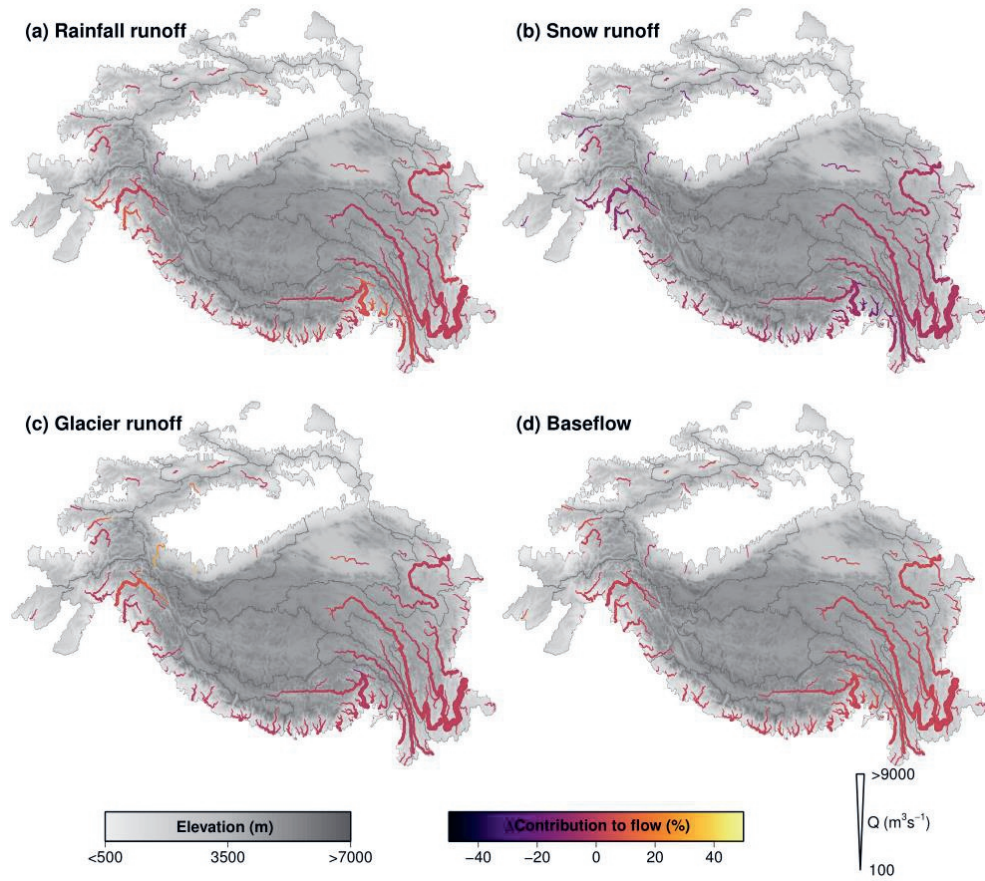 (a) Rainfall runoff
(b) Snow runoff
(c) Glacier runoff
(d) Baseflow
>9000
Q (m³s⁻¹)
100
Elevation (m)
<500 3500 >7000
Contribution to flow (%)
−40 −20 0 20 40